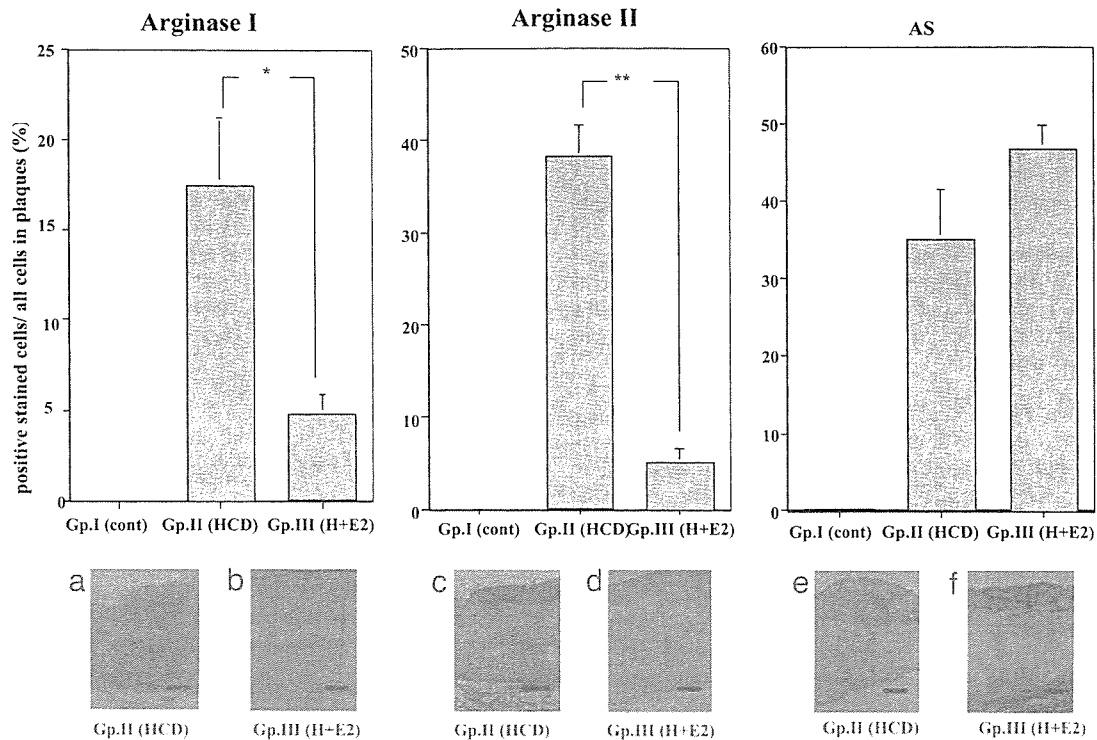 Arginase I
Arginase II
AS
positive stained cells/ all cells in plaques (%)
25
20
15
10
5
0
*
Gp.I (cont) Gp.II (HCD) Gp.III (H+E2)
50
40
30
20
10
0
**
Gp.I (cont) Gp.II (HCD) Gp.III (H+E2)
60
50
40
30
20
10
0
Gp.I (cont) Gp.II (HCD) Gp.III (H+E2)
a
b
c
d
e
f
Gp.II (HCD)
Gp.III (H+E2)
Gp.II (HCD)
Gp.III (H+E2)
Gp.II (HCD)
Gp.III (H+E2)